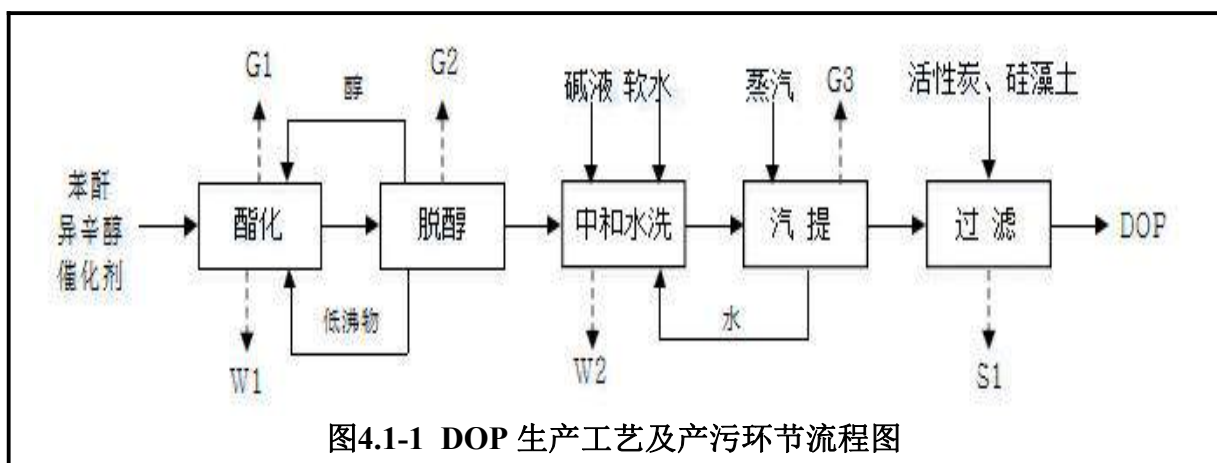 G1
醇
G2
碱液 软水
蒸汽
G3
活性炭、硅藻土
苯酐
异辛醇
催化剂
酯化
脱醇
中和水洗
汽提
过滤
DOP
低沸物
水
W1
W2
S1
图4.1-1 DOP 生产工艺及产污环节流程图